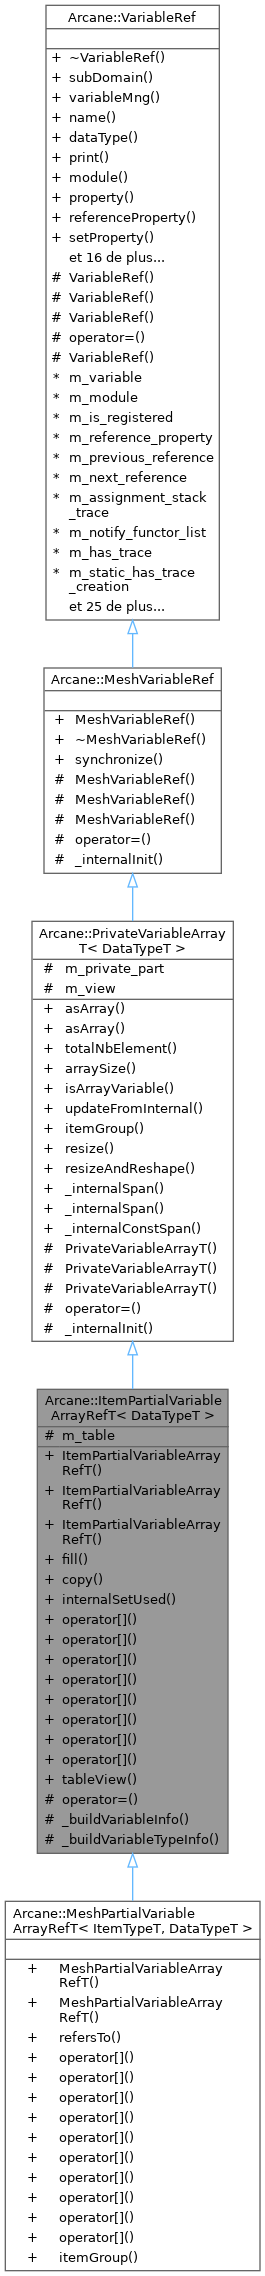 Arcane::VariableRef
+ ~VariableRef()
+ subDomain()
+ variableMng()
+ name()
+ dataType()
+ print()
+ module()
+ property()
+ referenceProperty()
+ setProperty()
et 16 de plus...
# VariableRef()
# VariableRef()
# VariableRef()
# operator=()
# VariableRef()
* m_variable
* m_module
* m_is_registered
* m_reference_property
* m_previous_reference
* m_next_reference
* m_assignment_stack
_trace
* m_notify_functor_list
* m_has_trace
* m_static_has_trace
_creation
et 25 de plus...
Arcane::MeshVariableRef
+ MeshVariableRef()
+ ~MeshVariableRef()
+ synchronize()
# MeshVariableRef()
# MeshVariableRef()
# MeshVariableRef()
# operator=()
# _internalInit()
Arcane::PrivateVariableArray
T< DataTypeT >
# m_private_part
# m_view
+ asArray()
+ asArray()
+ totalNbElement()
+ arraySize()
+ isArrayVariable()
+ updateFromInternal()
+ itemGroup()
+ resize()
+ resizeAndReshape()
+ _internalSpan()
+ _internalSpan()
+ _internalConstSpan()
# PrivateVariableArrayT()
# PrivateVariableArrayT()
# PrivateVariableArrayT()
# operator=()
# _internalInit()
Arcane::ItemPartialVariable
ArrayRefT< DataTypeT >
# m_table
+ ItemPartialVariableArray
RefT()
+ ItemPartialVariableArray
RefT()
+ ItemPartialVariableArray
RefT()
+ fill()
+ copy()
+ internalSetUsed()
+ operator[]()
+ operator[]()
+ operator[]()
+ operator[]()
+ operator[]()
+ operator[]()
+ operator[]()
+ operator[]()
+ tableView()
# operator=()
# _buildVariableInfo()
# _buildVariableTypeInfo()
Arcane::MeshPartialVariable
ArrayRefT< ItemTypeT, DataTypeT >
+ MeshPartialVariableArray
RefT()
+ MeshPartialVariableArray
RefT()
+ refersTo()
+ operator[]()
+ operator[]()
+ operator[]()
+ operator[]()
+ operator[]()
+ operator[]()
+ operator[]()
+ operator[]()
+ operator[]()
+ operator[]()
+ itemGroup()